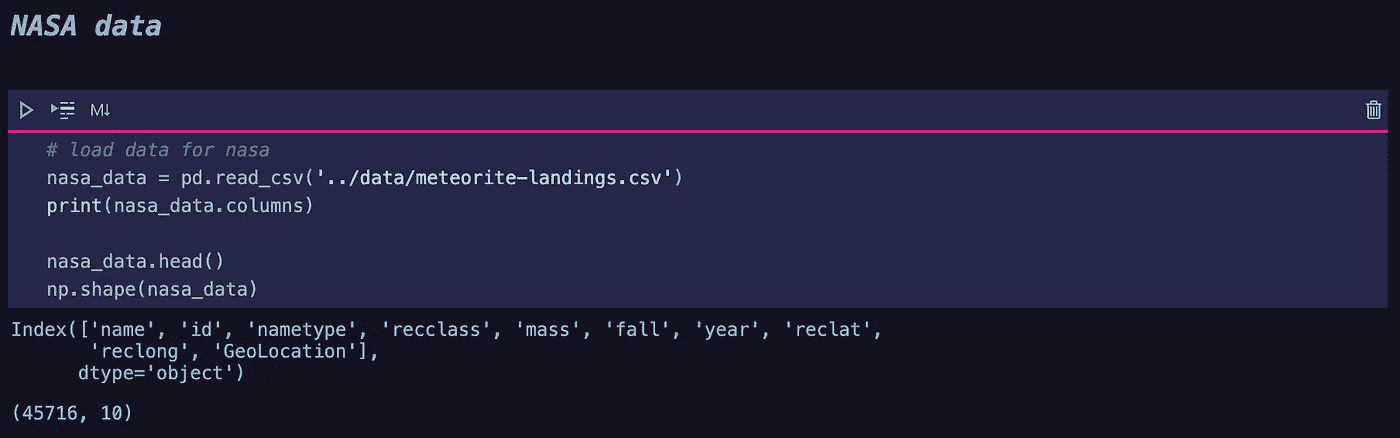 NASA data
M↓
# load data for nasa
nasa_data = pd.read_csv('../data/meteorite-landings.csv')
print(nasa_data.columns)
nasa_data.head()
np.shape(nasa_data)
Index(['name', 'id', 'nametype', 'recclass', 'mass', 'fall', 'year', 'reclat',
'reclong', 'GeoLocation'],
dtype='object')
(45716, 10)